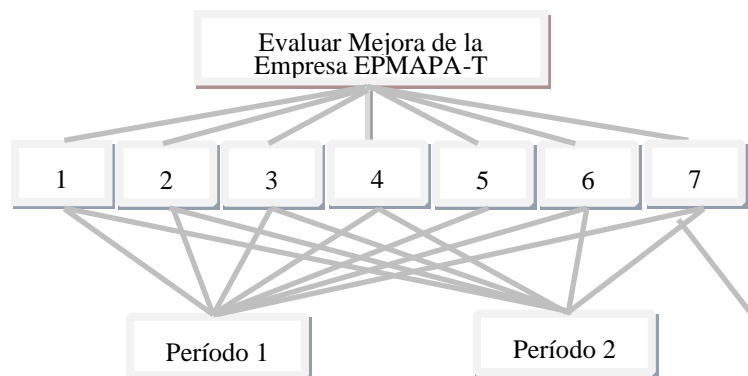 Evaluar Mejora de la
Empresa EPMAPA-T
1 2 3 4 5 6 7
Período 1 Período 2